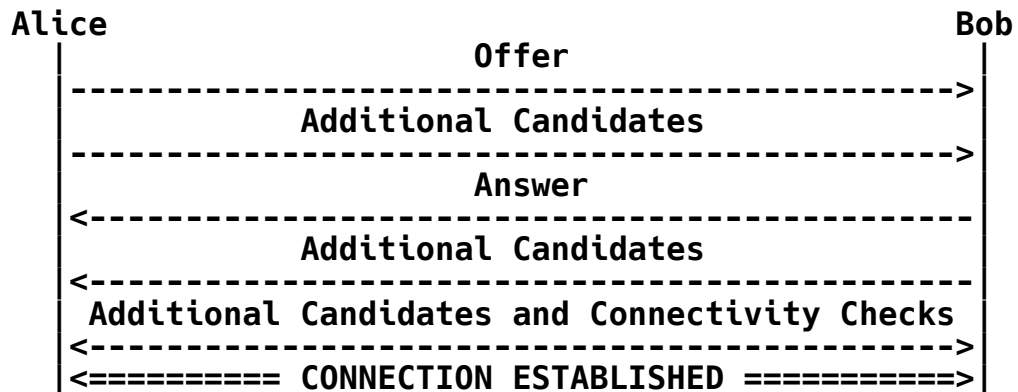 Alice Bob
Offer
Additional Candidates
Answer
Additional Candidates
Additional Candidates and Connectivity Checks
CONNECTION ESTABLISHED